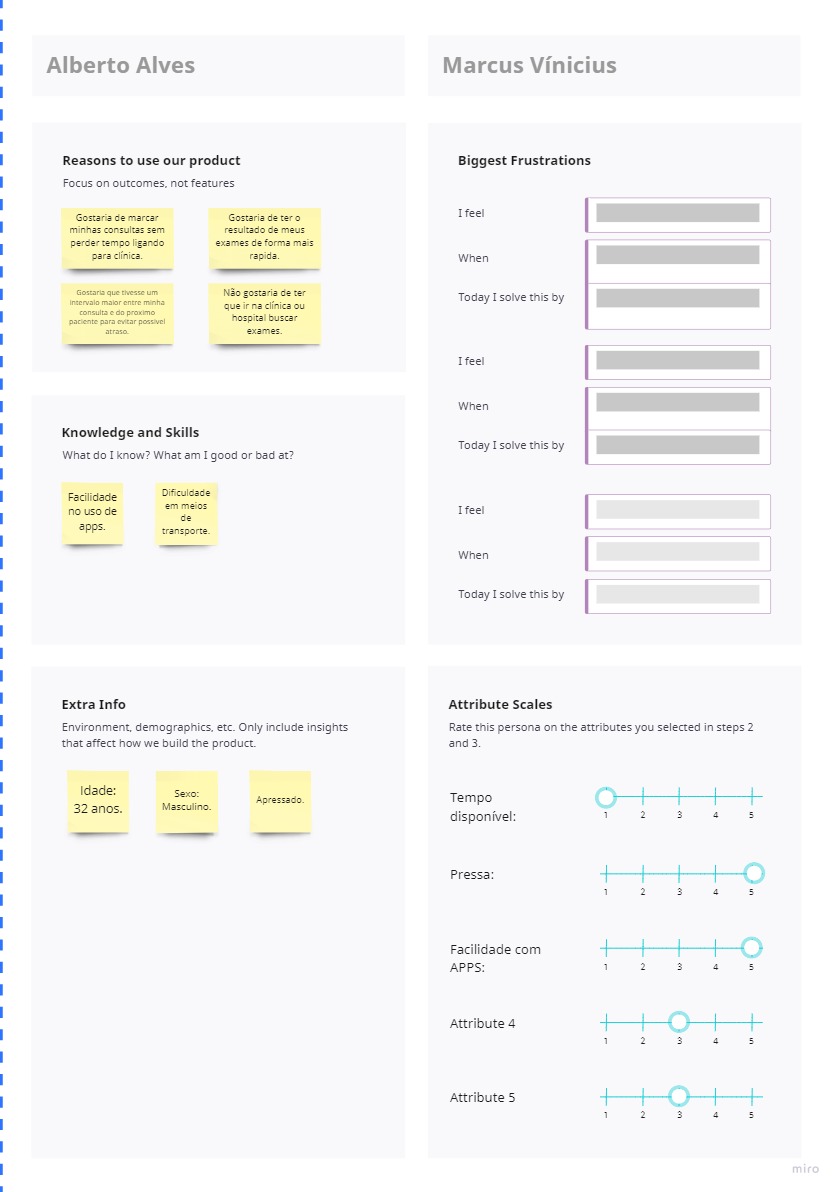 Alberto Alves
Marcus Vínicius
Reasons to use our product
Focus on outcomes, not features
Gostaria de marcar
minhas consultas sem
perder tempo ligando
para clínica.
Gostaria de ter o
resultado de meus
exames de forma mais
rapida.
Gostaria que tivesse um
intervalo maior entre minha
consulta e do proximo
paciente para evitar possivel
atraso.
Não gostaria de ter
que ir na clínica ou
hospital buscar
exames.
Biggest Frustrations
I feel
When
Today I solve this by
I feel
When
Today I solve this by
I feel
When
Today I solve this by
Knowledge and Skills
What do I know? What am I good or bad at?
Facilidade
no uso de
apps.
Dificuldade
em meios
de
transporte.
Extra Info
Environment, demographics, etc. Only include insights
that affect how we build the product.
Idade:
32 anos.
Sexo:
Masculino.
Apressado.
Attribute Scales
Rate this persona on the attributes you selected in steps 2
and 3.
Tempo
disponível:
1 2 3 4 5
Pressa:
1 2 3 4 5
Facilidade com
APPS:
1 2 3 4 5
Attribute 4
1 2 3 4 5
Attribute 5
1 2 3 4 5
miro